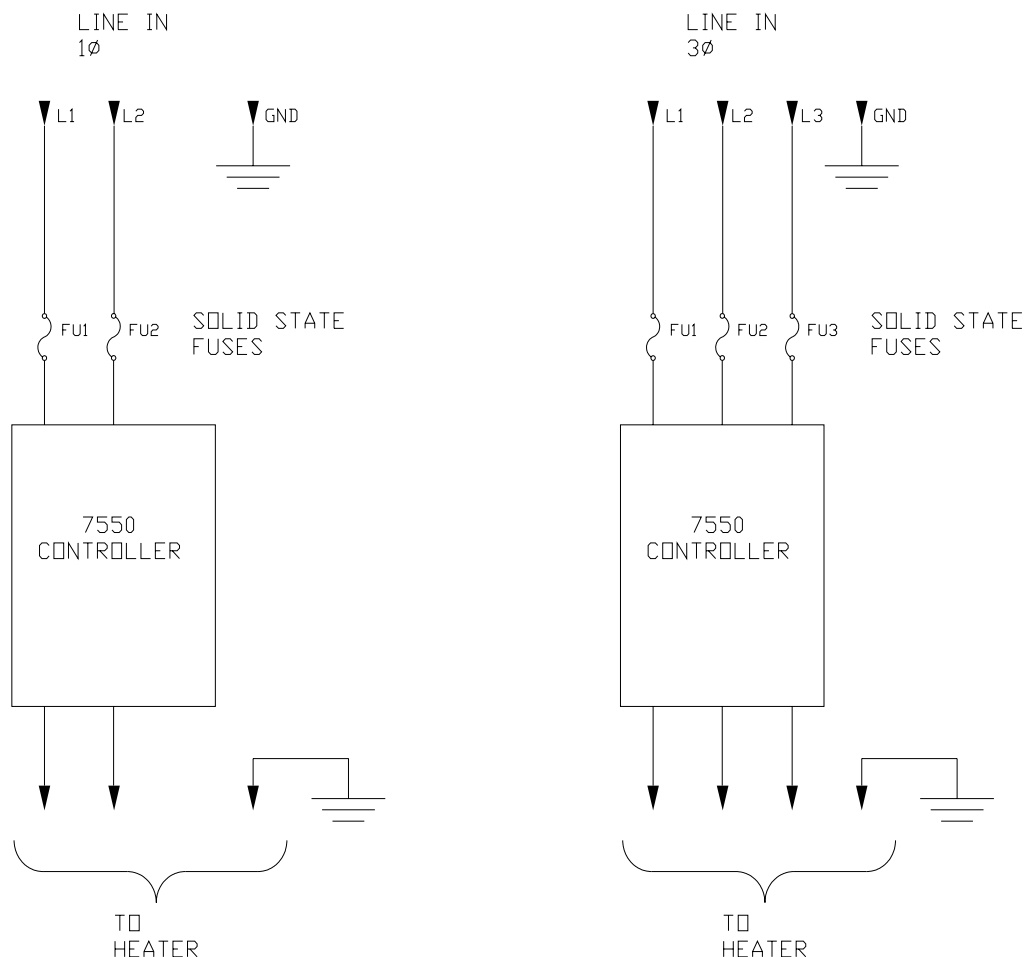 LINE IN
1Ø
L1
L2
GND
FU1
FU2
SOLID STATE
FUSES
7550
CONTROLLER
TO
HEATER
LINE IN
3Ø
L1
L2
L3
GND
FU1
FU2
FU3
SOLID STATE
FUSES
7550
CONTROLLER
TO
HEATER